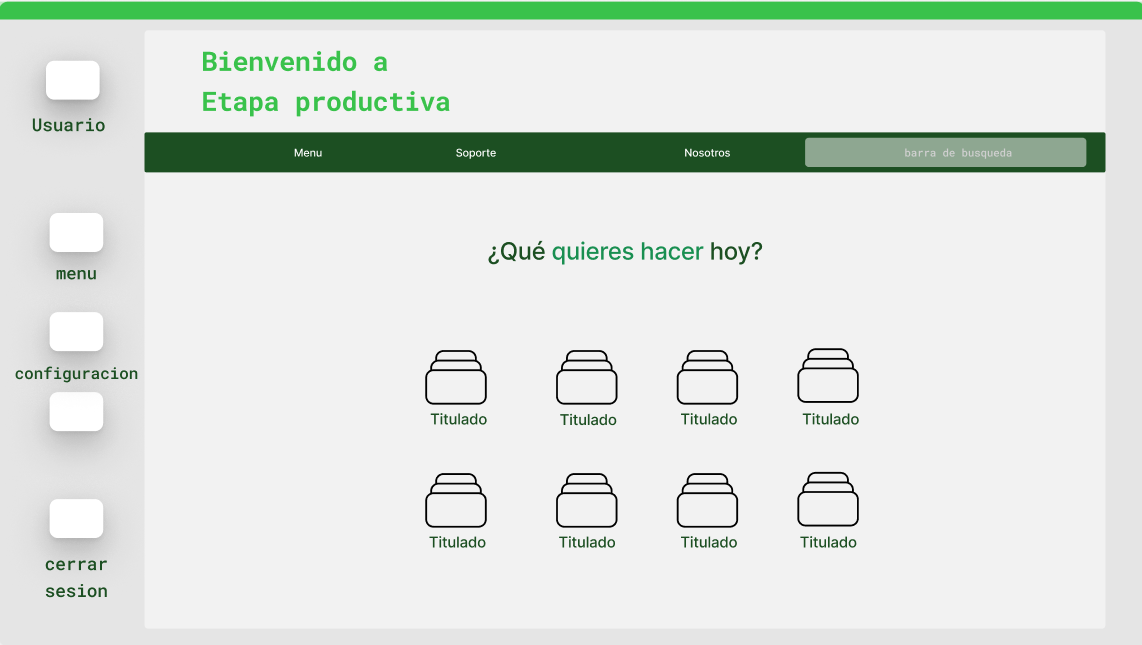 Bienvenido a
Etapa productiva
Usuario
Menu Soporte Nosotros barra de busqueda
¿Qué quieres hacer hoy?
menu
configuracion
Titulado Titulado Titulado Titulado
Titulado Titulado Titulado Titulado
cerrar
sesion